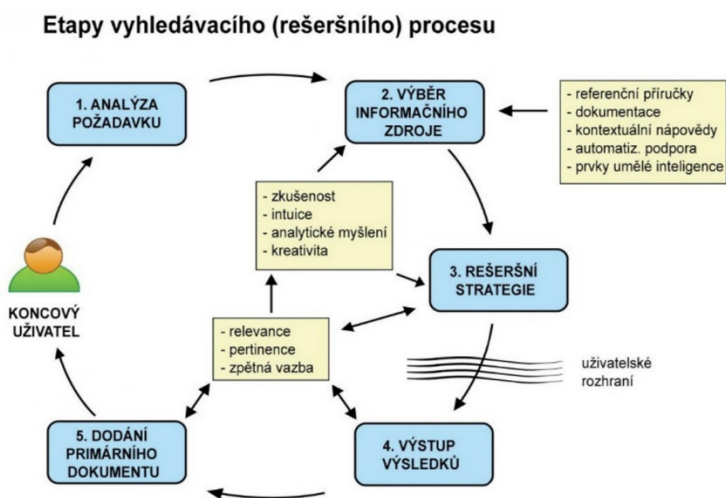 Etapy vyhledávacího (rešeršního) procesu
1. ANALÝZA
POŽADAVKU
2. VÝBĚR
INFORMAČNÍHO
ZDROJE
- referenční příručky
- dokumentace
- kontextuální nápovědy
- automatiz. podpora
- prvky umělé inteligence
- zkušenost
- intuice
- analytické myšlení
- kreativita
3. REŠERŠNÍ
STRATEGIE
KONCOVÝ
UŽIVATEL
- relevance
- pertinence
- zpětná vazba
uživatelské
rozhraní
5. DODÁNÍ
PRIMÁRNÍHO
DOKUMENTU
4. VÝSTUP
VÝSLEDKŮ